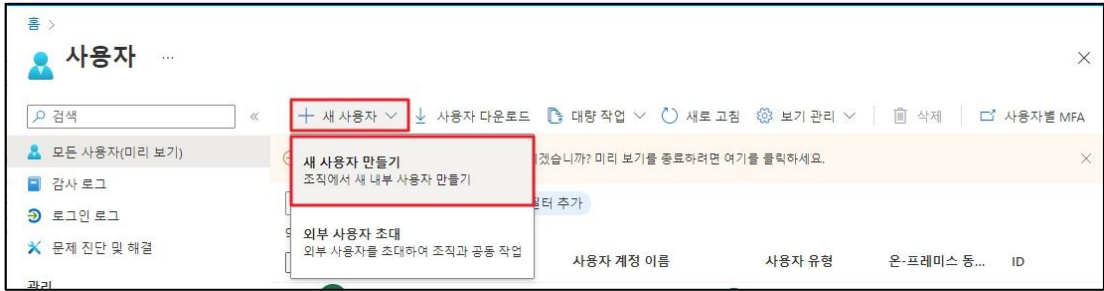 홈 >
사용자 ...
검색
+ 새 사용자
사용자 다운로드
대량 작업
새로 고침
보기 관리
삭제
사용자별 MFA
모든 사용자(미리 보기)
감사 로그
로그인 로그
문제 진단 및 해결
관리
새 사용자 만들기
조직에서 새 내부 사용자 만들기
외부 사용자 초대
외부 사용자를 초대하여 조직과 공동 작업
겠습니까? 미리 보기를 종료하려면 여기를 클릭하세요.
필터 추가
사용자 계정 이름
사용자 유형
온-프레미스 동...
ID